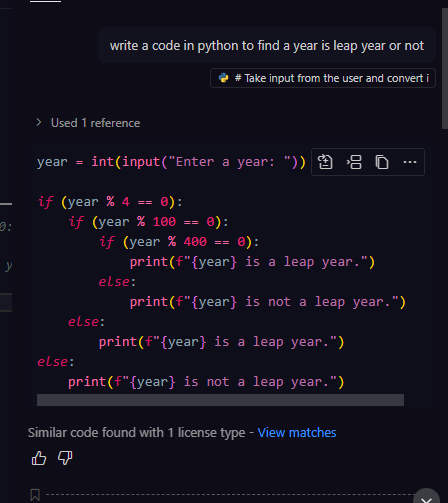 write a code in python to find a year is leap year or not
# Take input from the user and convert i
Used 1 reference
year = int(input("Enter a year: "))
if (year % 4 == 0):
    if (year % 100 == 0):
        if (year % 400 == 0):
            print(f"{year} is a leap year.")
        else:
            print(f"{year} is not a leap year.")
    else:
        print(f"{year} is a leap year.")
else:
    print(f"{year} is not a leap year.")
0:
y
Similar code found with 1 license type - View matches